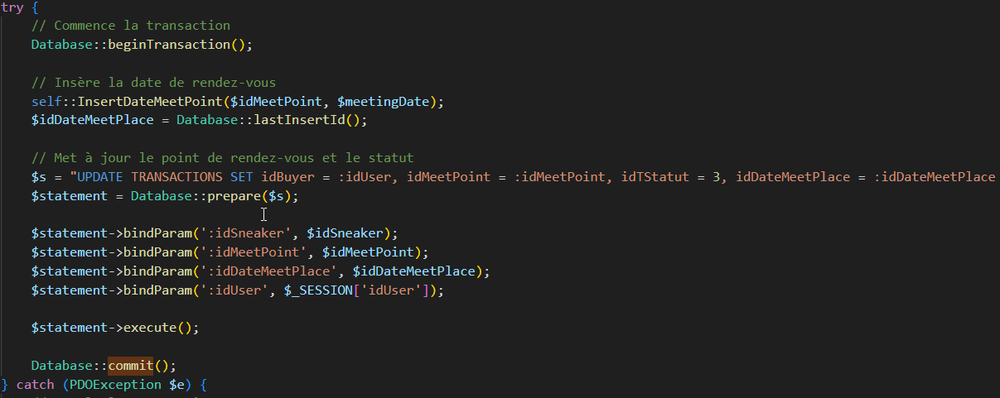 try {
// Commence la transaction
Database::beginTransaction();
// Insère la date de rendez-vous
self::InsertDateMeetPoint($idMeetPoint, $meetingDate);
$idDateMeetPlace = Database::lastInsertId();
// Met à jour le point de rendez-vous et le statut
$s = "UPDATE TRANSACTIONS SET idBuyer = :idUser, idMeetPoint = :idMeetPoint, idTStatut = 3, idDateMeetPlace = :idDateMeetPlace
$statement = Database::prepare($s);
$statement->bindParam(':idSneaker', $idSneaker);
$statement->bindParam(':idMeetPoint', $idMeetPoint);
$statement->bindParam(':idDateMeetPlace', $idDateMeetPlace);
$statement->bindParam(':idUser', $_SESSION['idUser']);
$statement->execute();
Database::commit();
} catch (PDOException $e) {